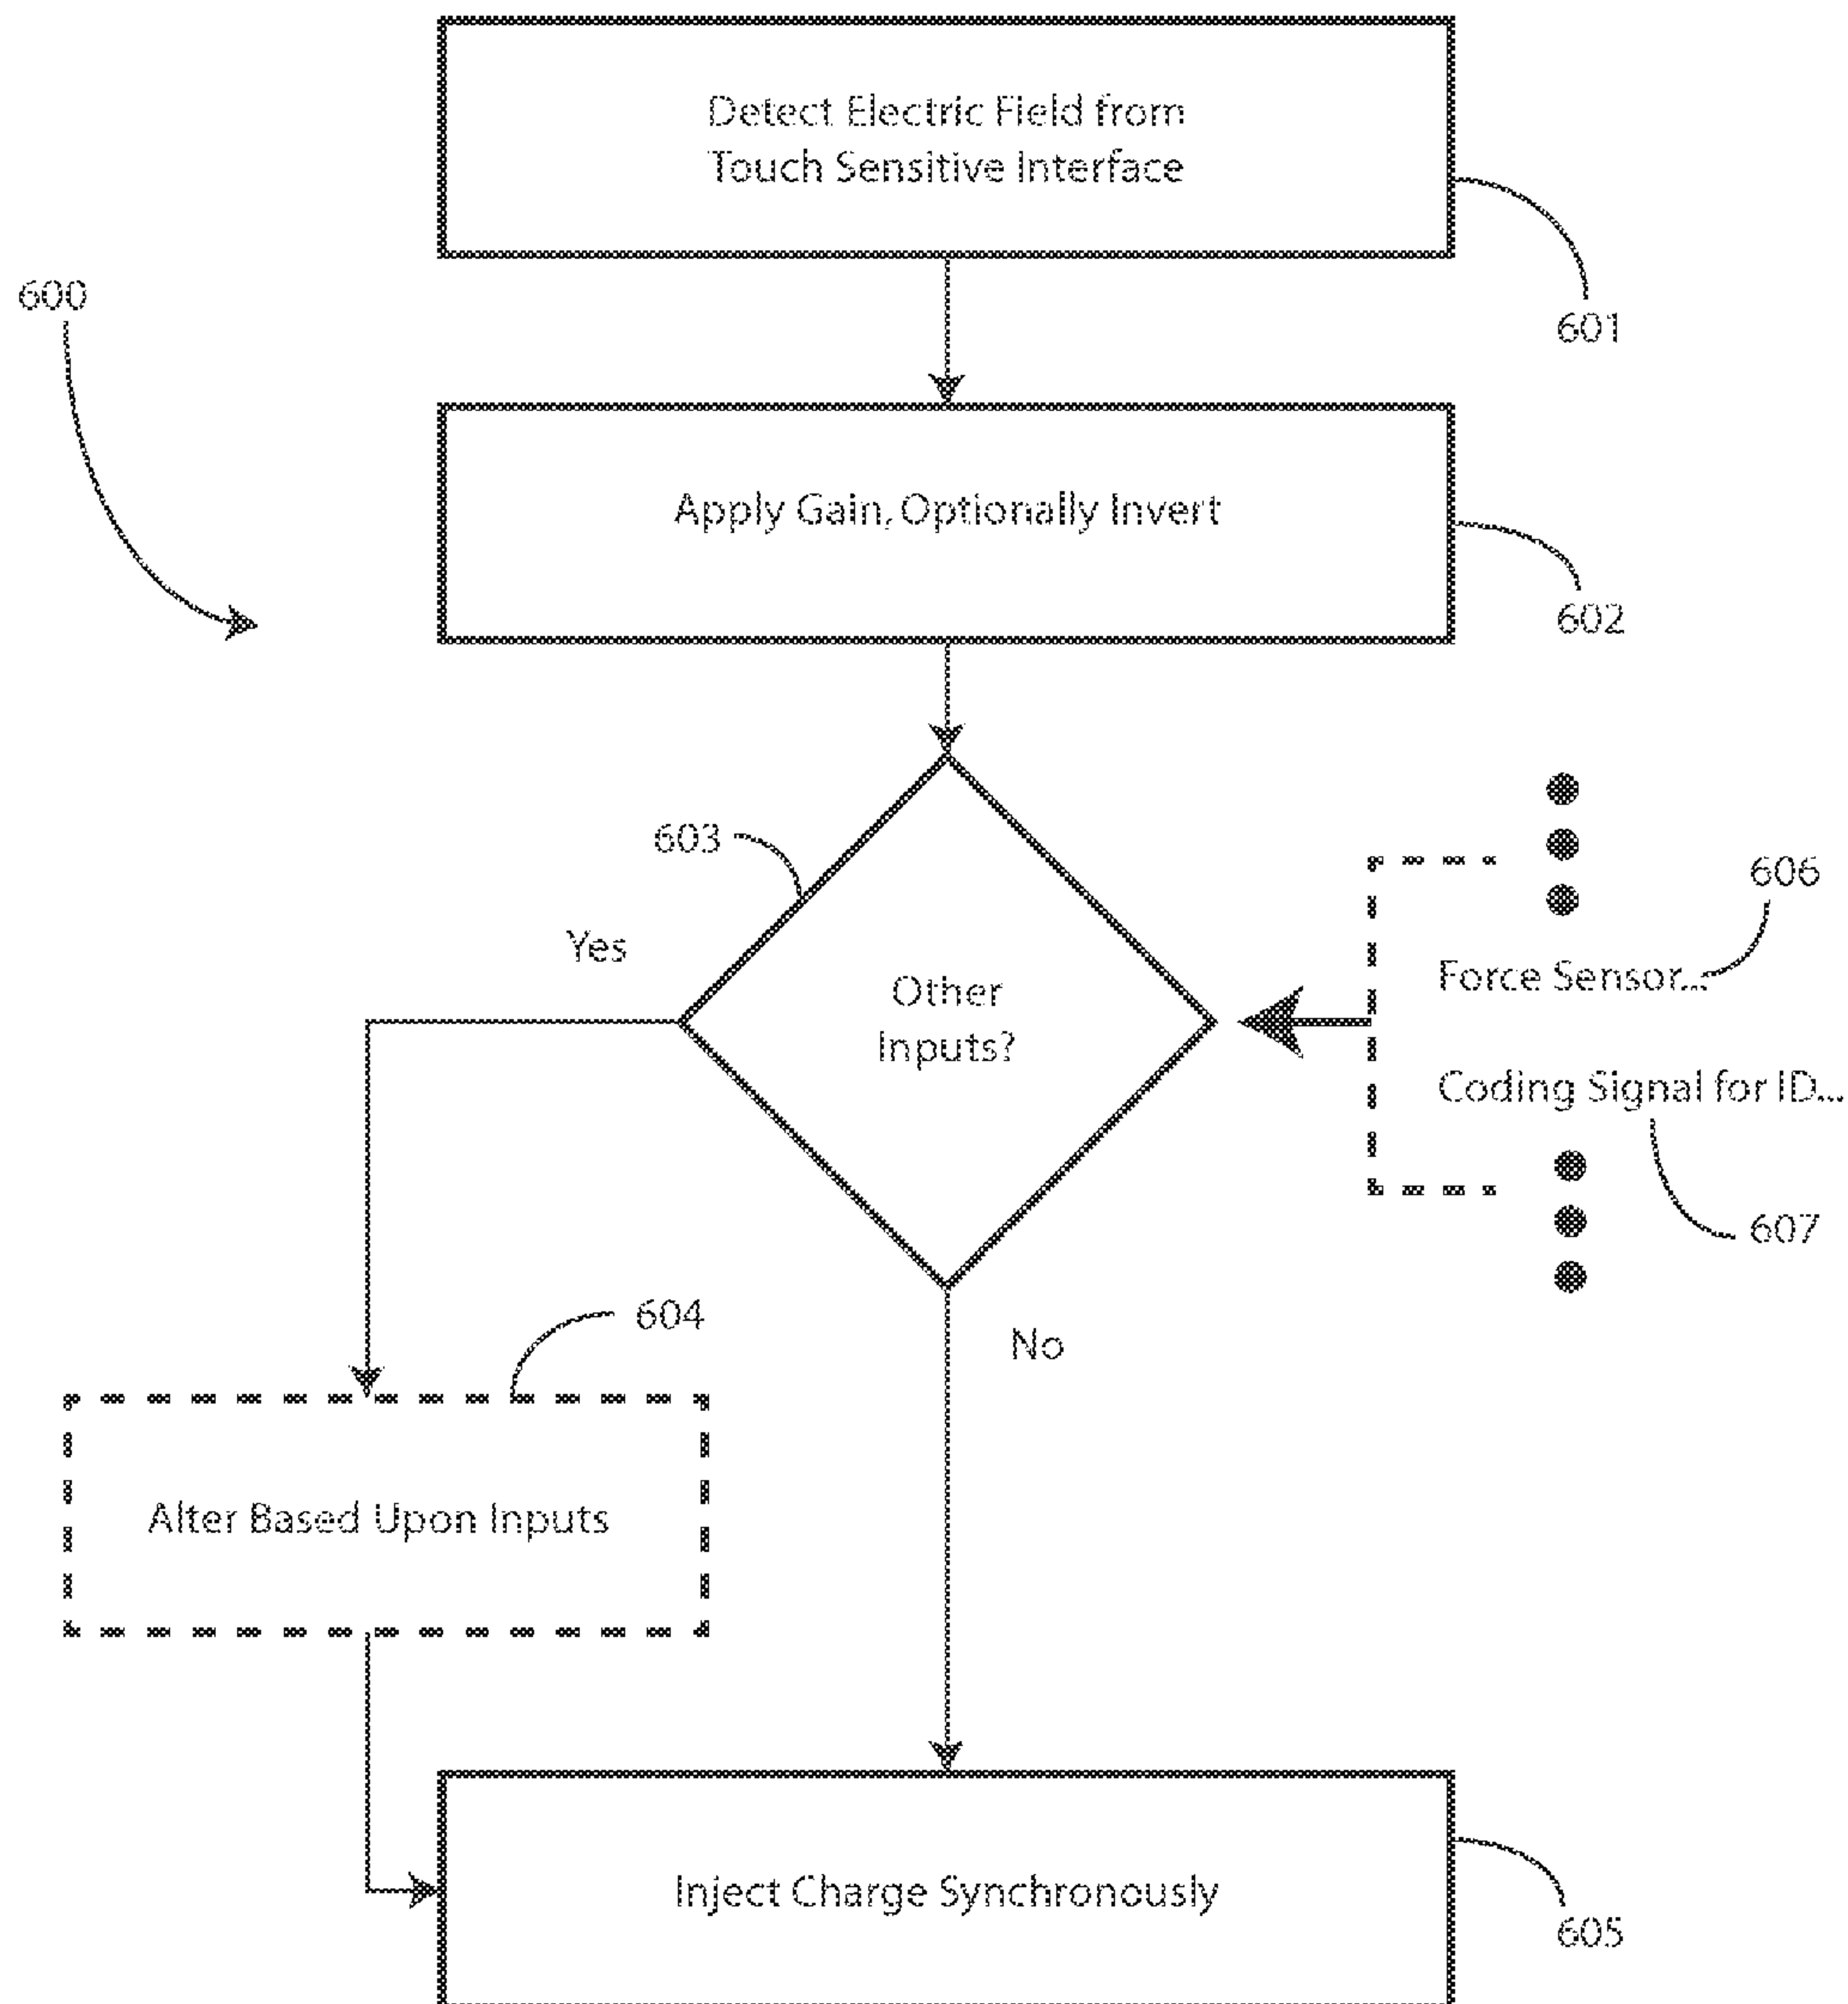 Detect Electric Field from
Touch Sensitive Interface
600
601
Apply Gain, Optionally Invert
602
603
606
Yes
Force Sensor...
Other
Inputs?
Coding Signal for ID...
607
604
No
Alter Based Upon Inputs
Inject Charge Synchronously
605